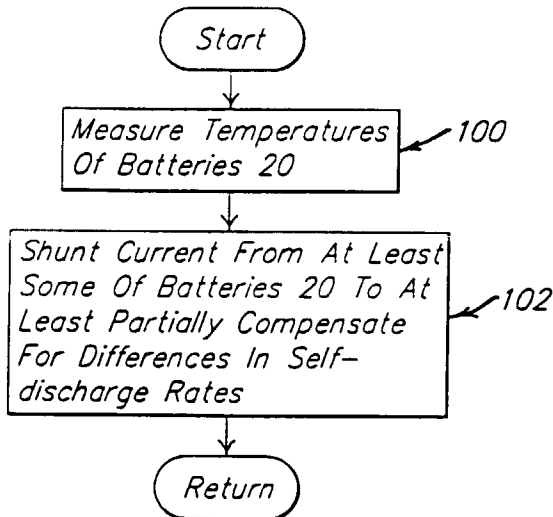 Start
Measure Temperatures
Of Batteries 20
100
Shunt Current From At Least
Some Of Batteries 20 To At
Least Partially Compensate
For Differences In Self-
discharge Rates
102
Return